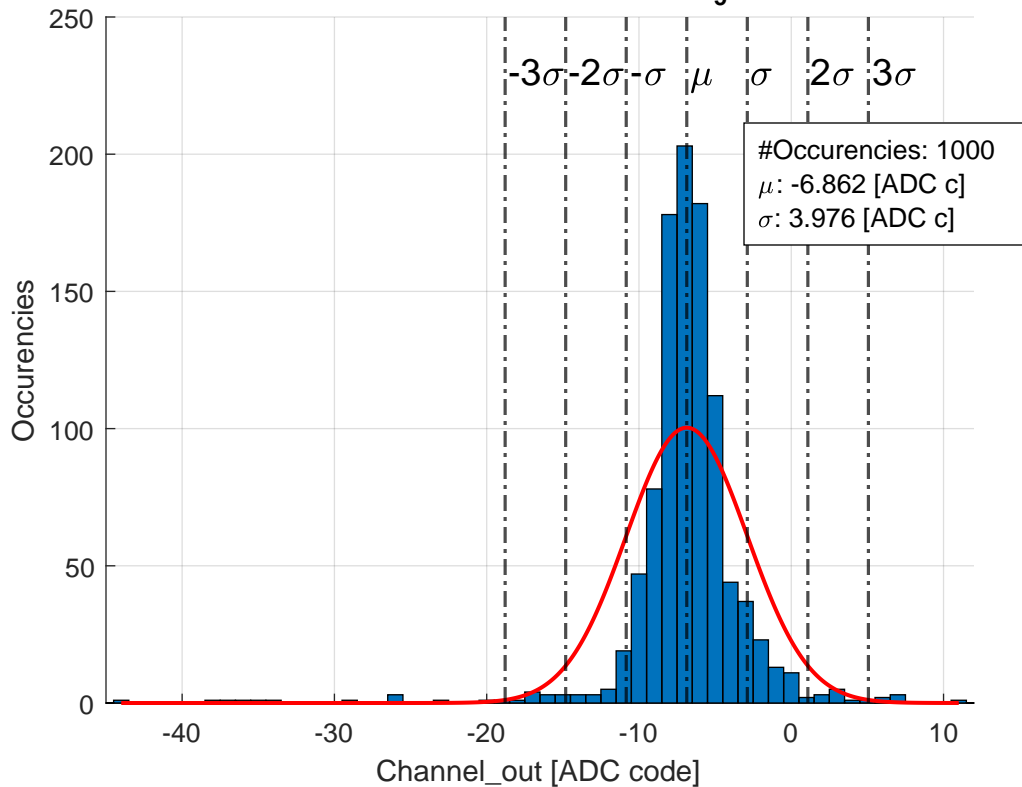 250
200
150
100
50
0
Occurencies
-3σ -2σ -σ μ σ 2σ 3σ
#Occurencies: 1000
μ: -6.862 [ADC c]
σ: 3.976 [ADC c]
-40 -30 -20 -10 0 10
Channel_out [ADC code]